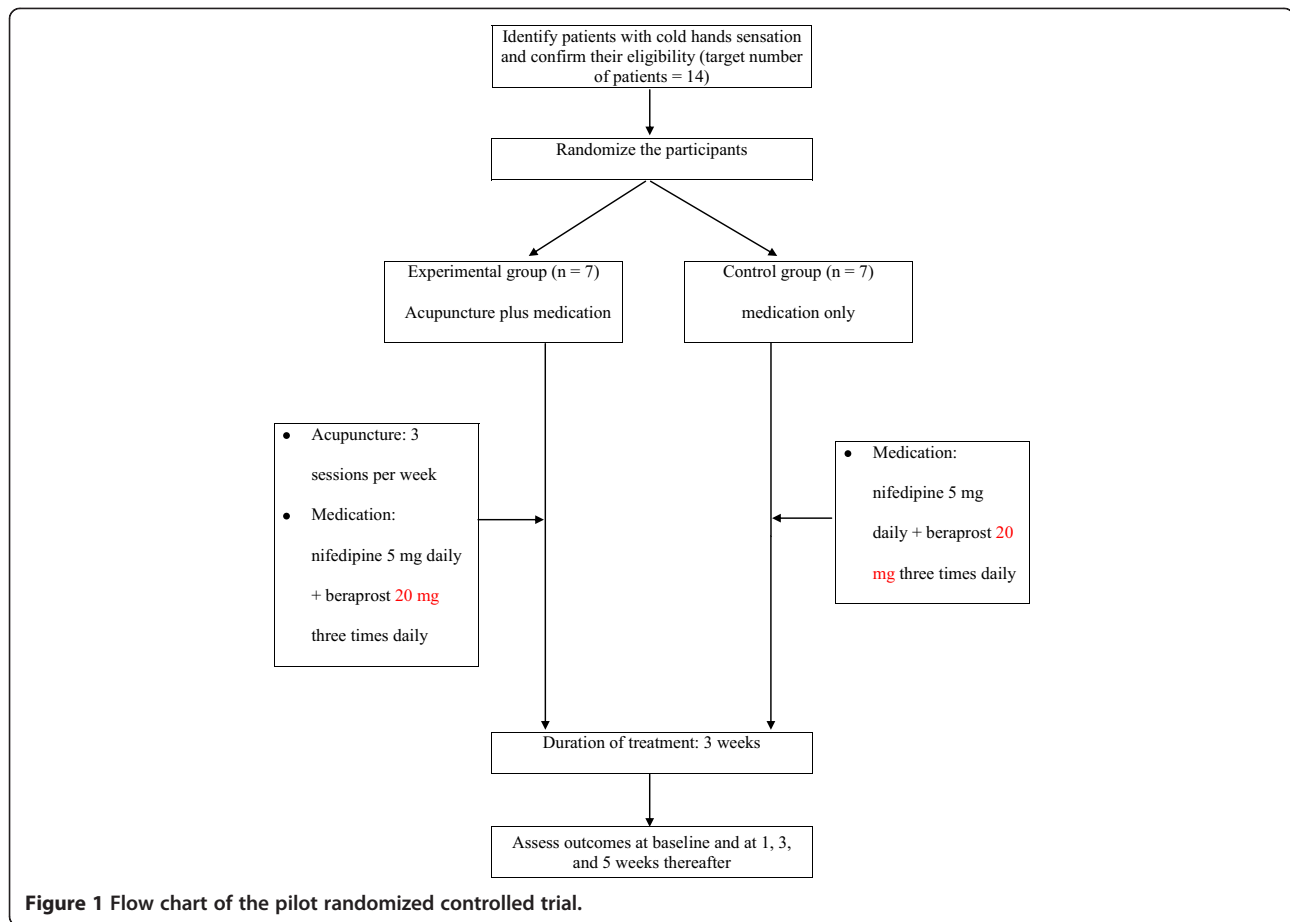 Identify patients with cold hands sensation
and confirm their eligibility (target number
of patients = 14)
Randomize the participants
Experimental group (n = 7)
Acupuncture plus medication
Control group (n = 7)
medication only
● Acupuncture: 3
sessions per week
● Medication:
nifedipine 5 mg daily
+ beraprost 20 mg
three times daily
● Medication:
nifedipine 5 mg
daily + beraprost 20
mg three times daily
Duration of treatment: 3 weeks
Assess outcomes at baseline and at 1, 3,
and 5 weeks thereafter
Figure 1 Flow chart of the pilot randomized controlled trial.